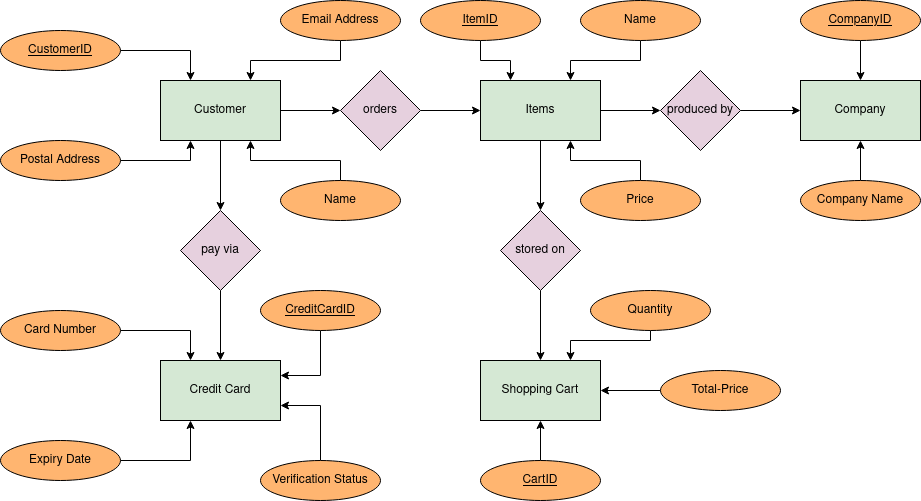 Email Address
ItemID
Name
CompanyID
CustomerID
Customer
orders
Items
produced by
Company
Postal Address
Name
Price
Company Name
pay via
stored on
CreditCardID
Quantity
Card Number
Credit Card
Shopping Cart
Total-Price
Expiry Date
Verification Status
CartID